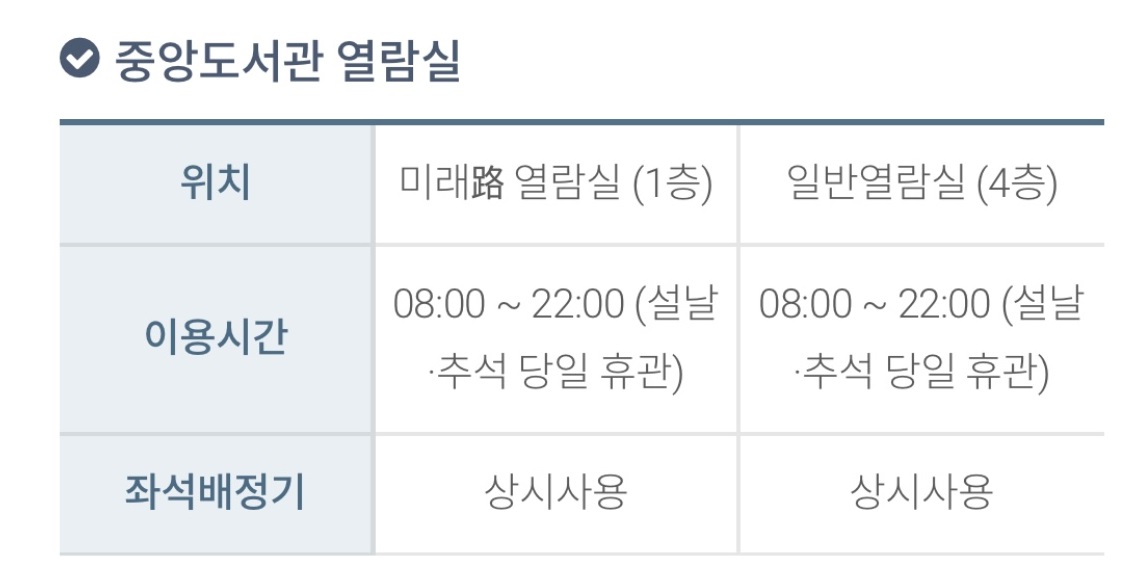 중앙도서관 열람실
위치 미래路 열람실 (1층) 일반열람실 (4층)
이용시간 08:00 ~ 22:00 (설날 08:00 ~ 22:00 (설날
·추석 당일 휴관) ·추석 당일 휴관)
좌석배정기 상시사용 상시사용